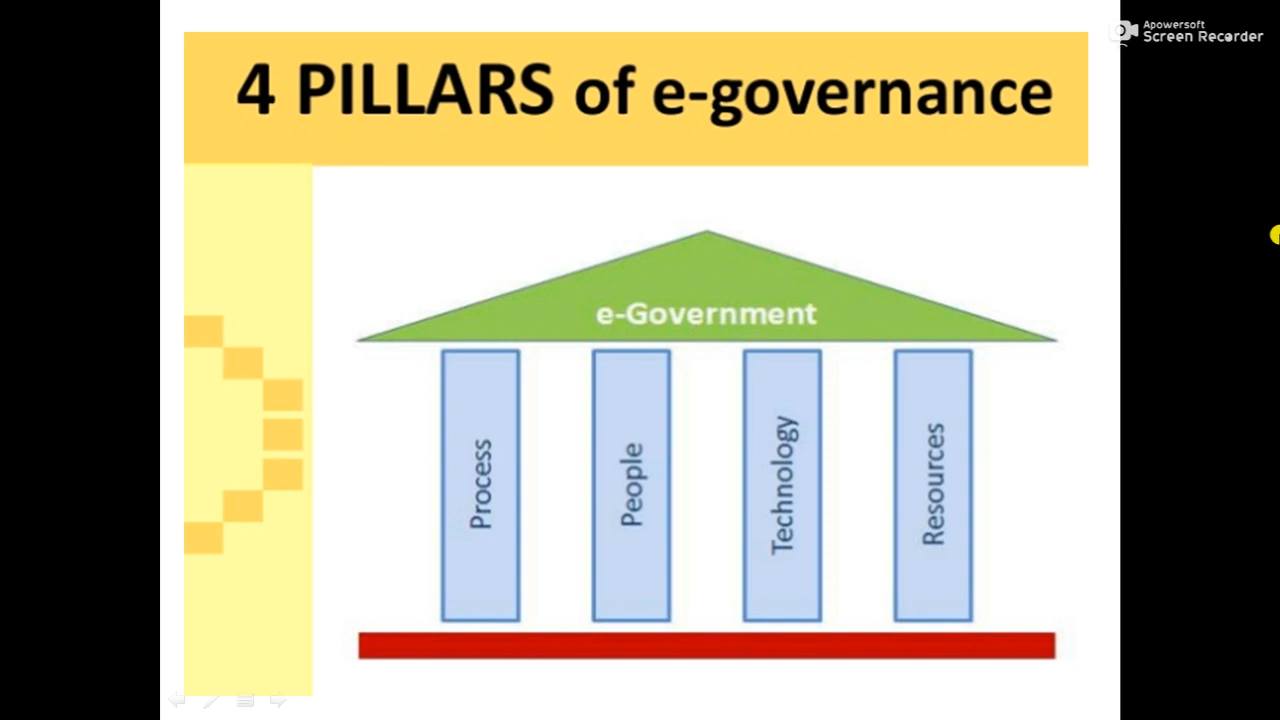 Apowersoft
Screen Recorder
4 PILLARS of e-governance
e-Government
Process
People
Technology
Resources